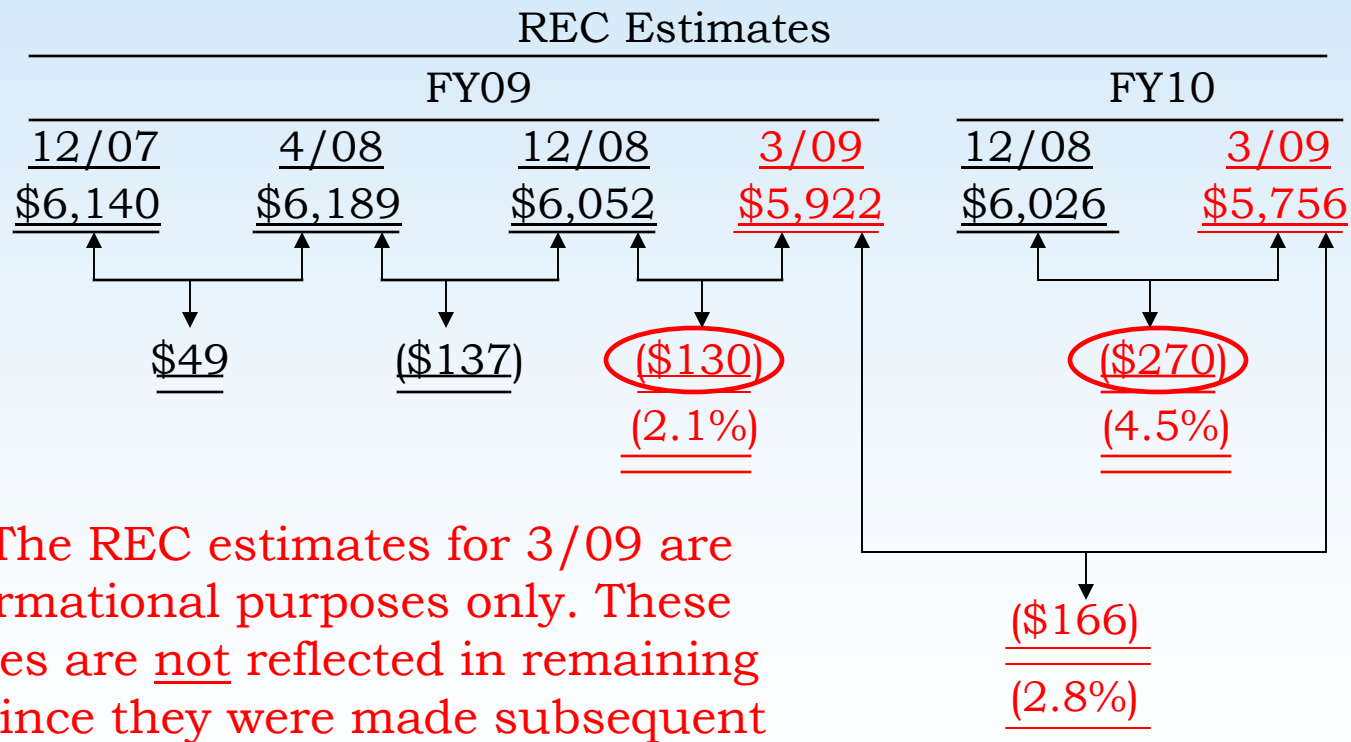 REC Estimates
FY09 FY10
12/07 4/08 12/08 3/09 12/08 3/09
$6,140 $6,189 $6,052 $5,922 $6,026 $5,756
$49 ($137) ($130) ($270)
(2.1%) (4.5%)
The REC estimates for 3/09 are
rmational purposes only. These
es are not reflected in remaining
ince they were made subsequent
($166)
(2.8%)